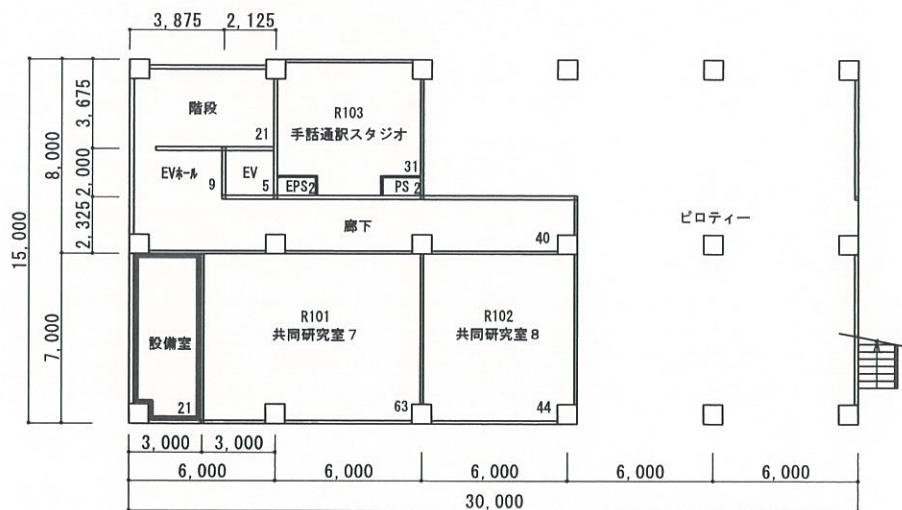 3,875
2,125
階段
21
R103
手話通訳スタジオ
31
EVホール
9
EV
5
EPS2
PS 2
廊下
40
ピロティー
設備室
21
R101
共同研究室7
63
R102
共同研究室8
44
15,000
8,000
3,675
2,000
2,325
7,000
3,000
3,000
6,000
6,000
6,000
6,000
6,000
30,000